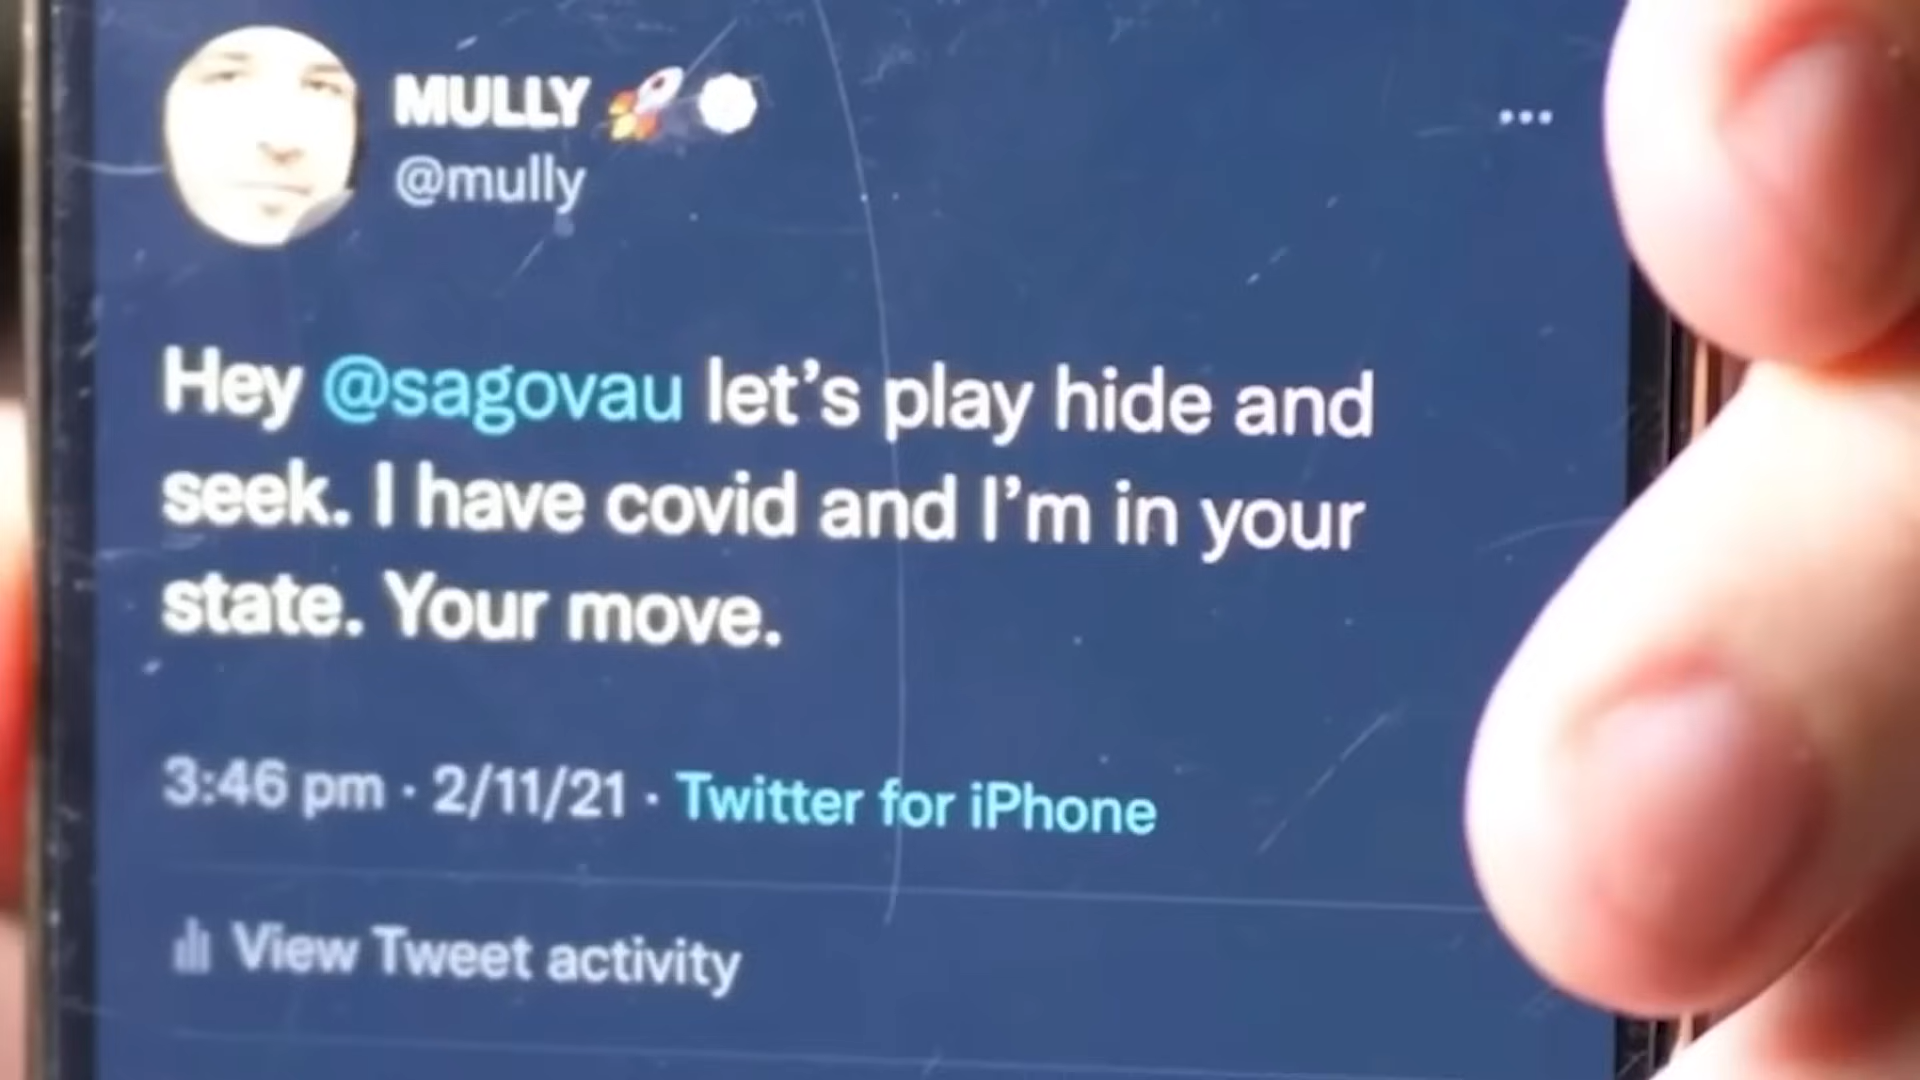 MULLY 🚀
@mully
Hey @sagovau let’s play hide and
seek. I have covid and I’m in your
state. Your move.
3:46 pm · 2/11/21 · Twitter for iPhone
View Tweet activity